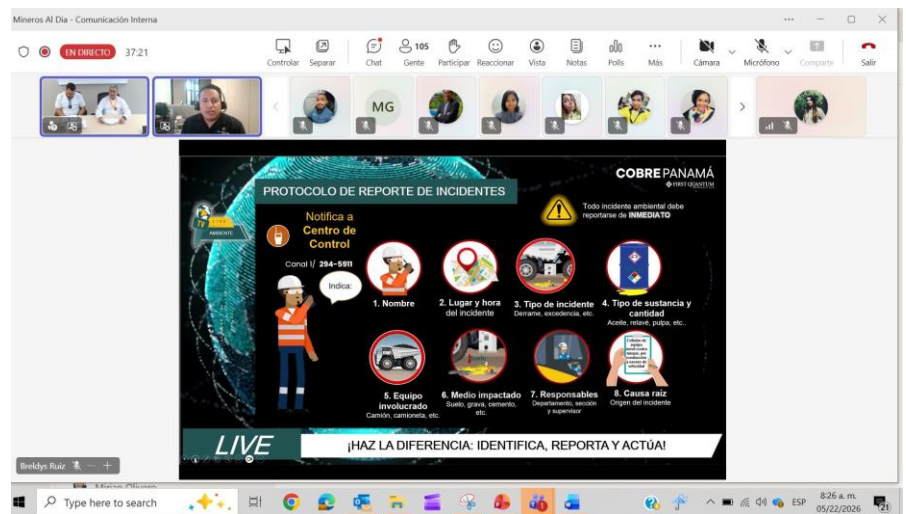 Mineros Al Dia - Comunicación Interna
EN DIRECTO 37:21
Controlar Separar Chat Gente 105 Participar Reaccionar Vista Notas Polls Más Cámara Micrófono Compartir Salir
MG
COBRE PANAMÁ
FIRST QUANTUM
PROTOCOLO DE REPORTE DE INCIDENTES
Todo incidente ambiental debe
reportarse de INMEDIATO
AMBIENTE
Notifica a
Centro de
Control
Canal 1/ 294-5911
Indica:
1. Nombre
2. Lugar y hora
del incidente
3. Tipo de incidente
Derrame, excedencia, etc.
4. Tipo de sustancia y
cantidad
Aceite, relave, pulpa, etc..
5. Equipo
involucrado
Camión, camioneta, etc.
6. Medio impactado
Suelo, grava, cemento,
etc.
7. Responsables
Departamento, sección
y supervisor
8. Causa raíz
Origen del incidente
LIVE
¡HAZ LA DIFERENCIA: IDENTIFICA, REPORTA Y ACTÚA!
Breldys Ruiz
Mirian Olivero
Type here to search
ESP
8:26 a. m.
05/22/2026
21